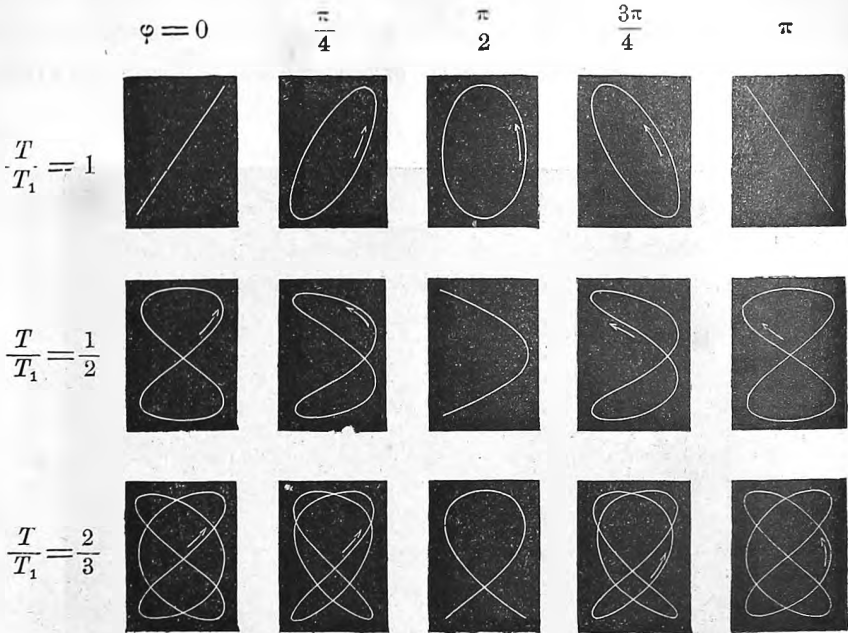 φ = 0 π/4 π/2 3π/4 π
T/T₁ = 1
T/T₁ = 1/2
T/T₁ = 2/3